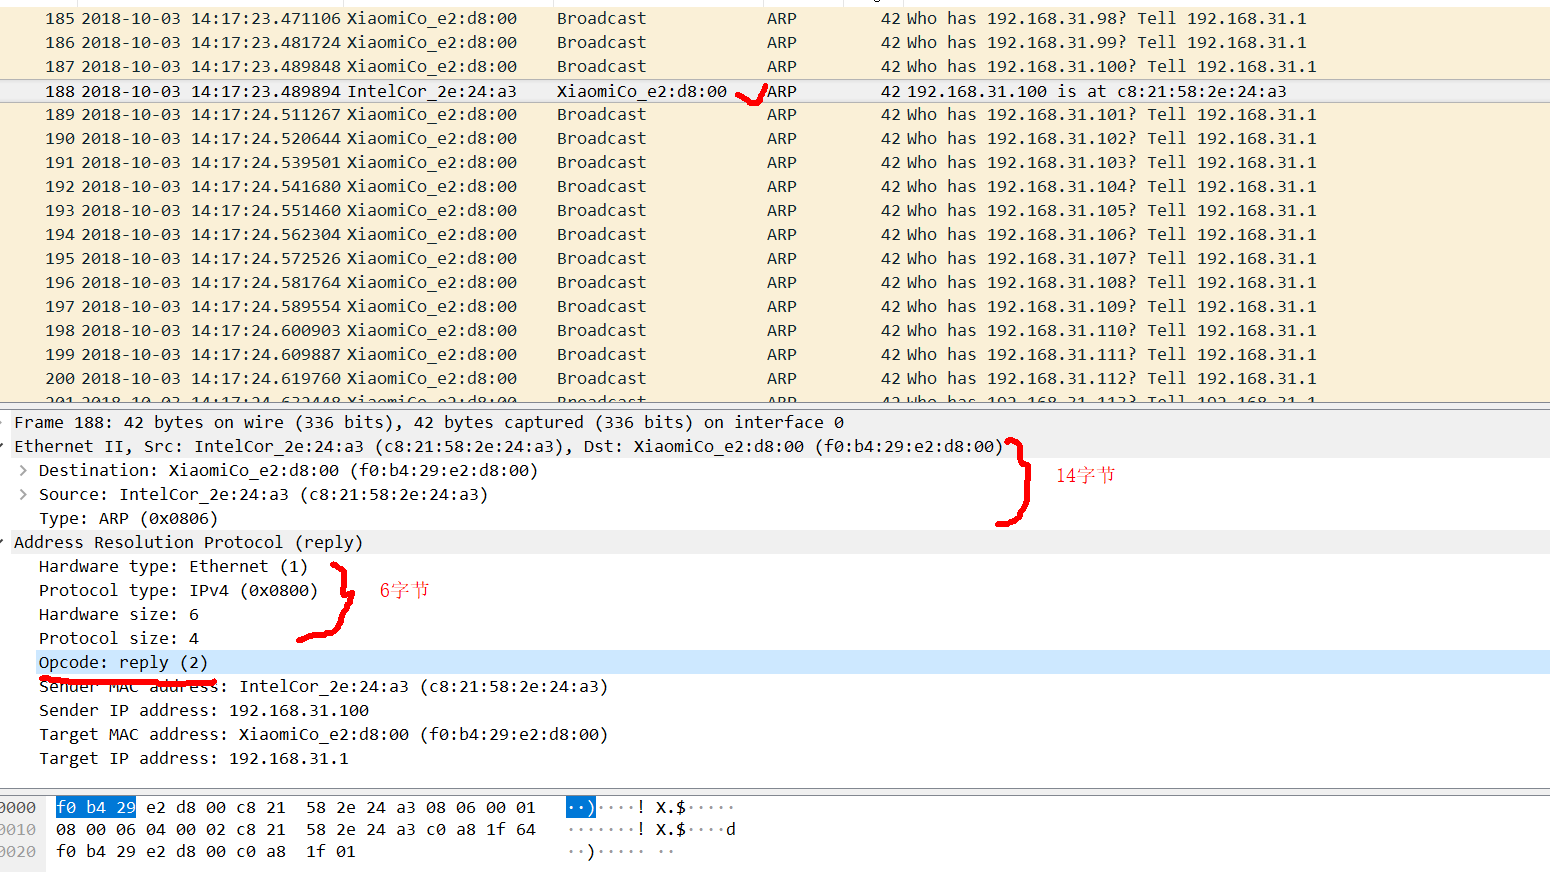 185 2018-10-03 14:17:23.471106 XiaomiCo_e2:d8:00 Broadcast ARP 42 Who has 192.168.31.98? Tell 192.168.31.1
186 2018-10-03 14:17:23.481724 XiaomiCo_e2:d8:00 Broadcast ARP 42 Who has 192.168.31.99? Tell 192.168.31.1
187 2018-10-03 14:17:23.489848 XiaomiCo_e2:d8:00 Broadcast ARP 42 Who has 192.168.31.100? Tell 192.168.31.1
188 2018-10-03 14:17:23.489894 IntelCor_2e:24:a3 XiaomiCo_e2:d8:00 ARP 42 192.168.31.100 is at c8:21:58:2e:24:a3
189 2018-10-03 14:17:24.511267 XiaomiCo_e2:d8:00 Broadcast ARP 42 Who has 192.168.31.101? Tell 192.168.31.1
190 2018-10-03 14:17:24.520644 XiaomiCo_e2:d8:00 Broadcast ARP 42 Who has 192.168.31.102? Tell 192.168.31.1
191 2018-10-03 14:17:24.539501 XiaomiCo_e2:d8:00 Broadcast ARP 42 Who has 192.168.31.103? Tell 192.168.31.1
192 2018-10-03 14:17:24.541680 XiaomiCo_e2:d8:00 Broadcast ARP 42 Who has 192.168.31.104? Tell 192.168.31.1
193 2018-10-03 14:17:24.551460 XiaomiCo_e2:d8:00 Broadcast ARP 42 Who has 192.168.31.105? Tell 192.168.31.1
194 2018-10-03 14:17:24.562304 XiaomiCo_e2:d8:00 Broadcast ARP 42 Who has 192.168.31.106? Tell 192.168.31.1
195 2018-10-03 14:17:24.572526 XiaomiCo_e2:d8:00 Broadcast ARP 42 Who has 192.168.31.107? Tell 192.168.31.1
196 2018-10-03 14:17:24.581764 XiaomiCo_e2:d8:00 Broadcast ARP 42 Who has 192.168.31.108? Tell 192.168.31.1
197 2018-10-03 14:17:24.589554 XiaomiCo_e2:d8:00 Broadcast ARP 42 Who has 192.168.31.109? Tell 192.168.31.1
198 2018-10-03 14:17:24.600903 XiaomiCo_e2:d8:00 Broadcast ARP 42 Who has 192.168.31.110? Tell 192.168.31.1
199 2018-10-03 14:17:24.609887 XiaomiCo_e2:d8:00 Broadcast ARP 42 Who has 192.168.31.111? Tell 192.168.31.1
200 2018-10-03 14:17:24.619760 XiaomiCo_e2:d8:00 Broadcast ARP 42 Who has 192.168.31.112? Tell 192.168.31.1
Frame 188: 42 bytes on wire (336 bits), 42 bytes captured (336 bits) on interface 0
Ethernet II, Src: IntelCor_2e:24:a3 (c8:21:58:2e:24:a3), Dst: XiaomiCo_e2:d8:00 (f0:b4:29:e2:d8:00)
Destination: XiaomiCo_e2:d8:00 (f0:b4:29:e2:d8:00)
14字节
Source: IntelCor_2e:24:a3 (c8:21:58:2e:24:a3)
Type: ARP (0x0806)
Address Resolution Protocol (reply)
Hardware type: Ethernet (1)
Protocol type: IPv4 (0x0800)
6字节
Hardware size: 6
Protocol size: 4
Opcode: reply (2)
Sender MAC address: IntelCor_2e:24:a3 (c8:21:58:2e:24:a3)
Sender IP address: 192.168.31.100
Target MAC address: XiaomiCo_e2:d8:00 (f0:b4:29:e2:d8:00)
Target IP address: 192.168.31.1
0000 f0 b4 29 e2 d8 00 c8 21 58 2e 24 a3 08 06 00 01 ··)····! X.$·····
0010 08 00 06 04 00 02 c8 21 58 2e 24 a3 c0 a8 1f 64 ·······! X.$····d
0020 f0 b4 29 e2 d8 00 c0 a8 1f 01 ··)····· ··